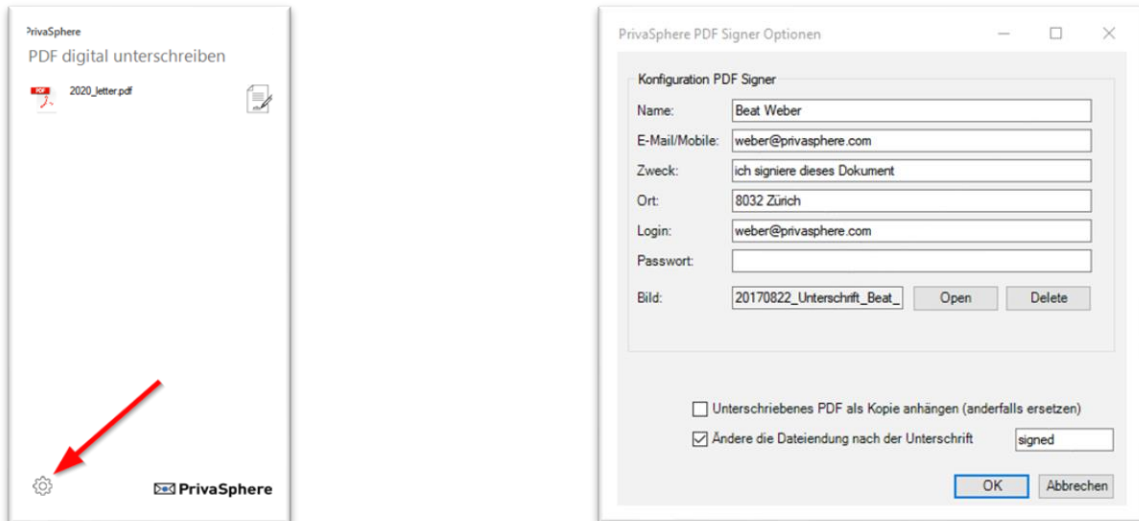 PrivaSphere
PDF digital unterschreiben
PDF
2020_letter.pdf
PrivaSphere
PrivaSphere PDF Signer Optionen
Konfiguration PDF Signer
Name: Beat Weber
E-Mail/Mobile: weber@privasphere.com
Zweck: ich signiere dieses Dokument
Ort: 8032 Zürich
Login: weber@privasphere.com
Passwort:
Bild: 20170822_Unterschrift_Beat_ Open Delete
Unterschriebenes PDF als Kopie anhängen (anderfalls ersetzen)
Ändere die Dateiendung nach der Unterschrift signed
OK Abbrechen